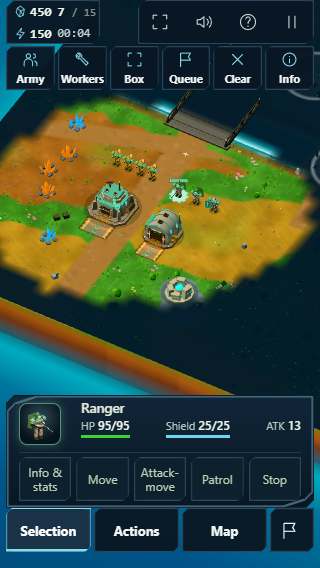 450 7 / 15
150 00:04
Army Workers Box Queue Clear Info
Ranger
HP 95/95 Shield 25/25 ATK 13
Info & stats
Move
Attack-move
Patrol
Stop
Selection Actions Map